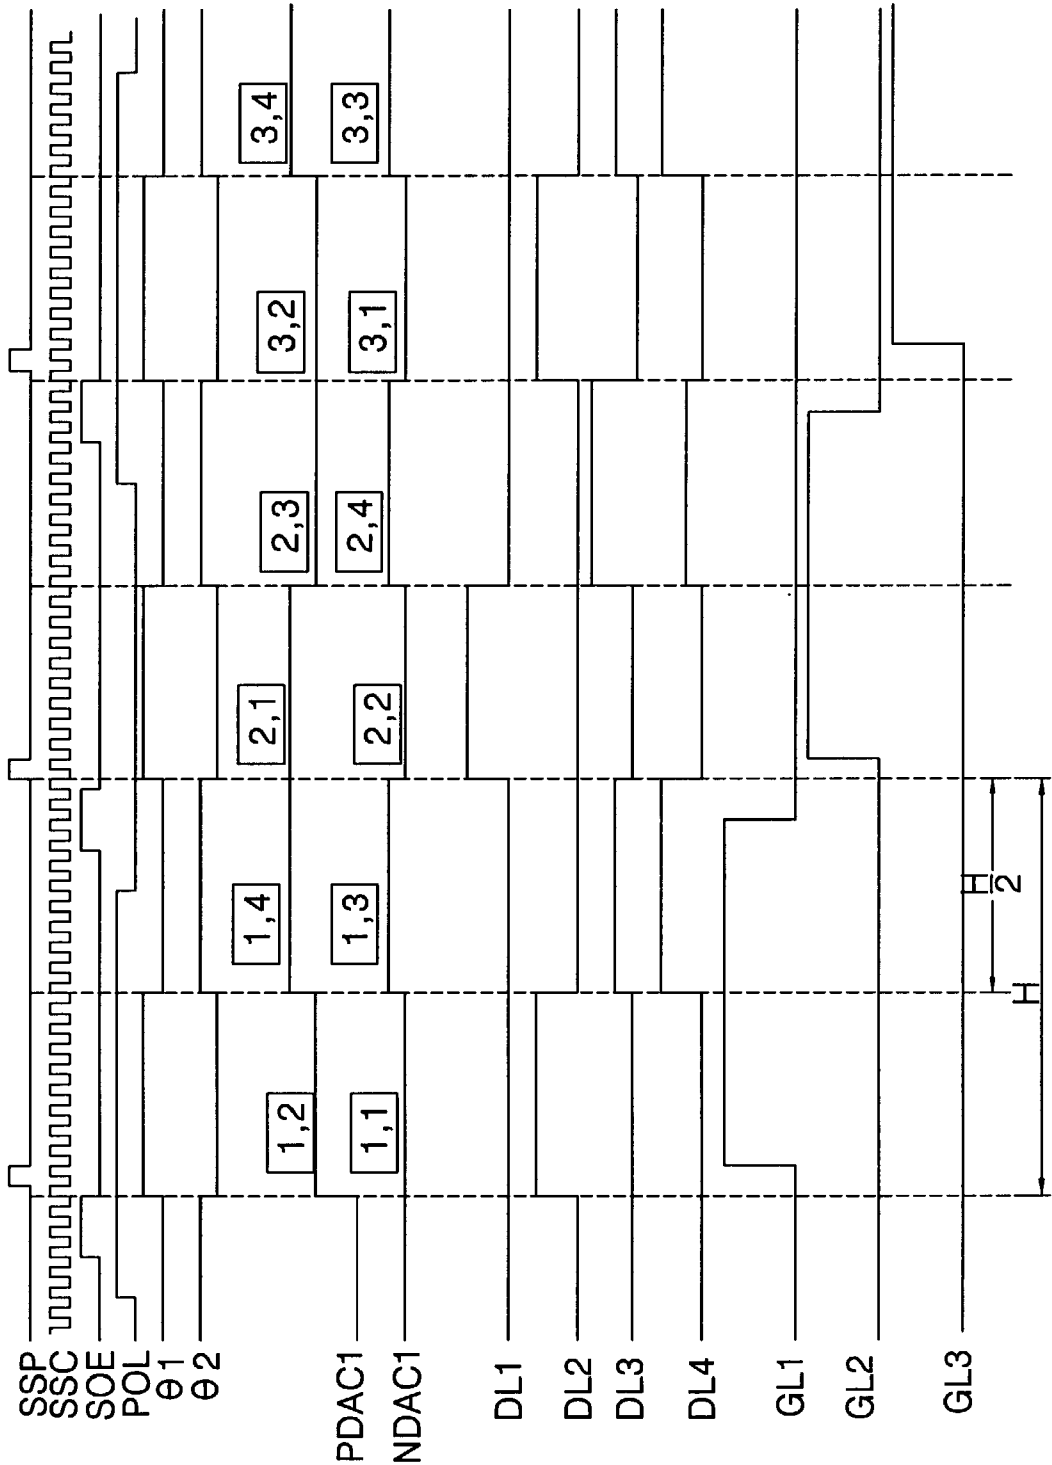 SSP
SSC
SOE
POL
θ1
θ2
PDAC1
1,2
1,4
2,1
2,3
3,2
3,4
NDAC1
1,1
1,3
2,2
2,4
3,1
3,3
DL1
DL2
DL3
DL4
GL1
GL2
GL3
H
2
H